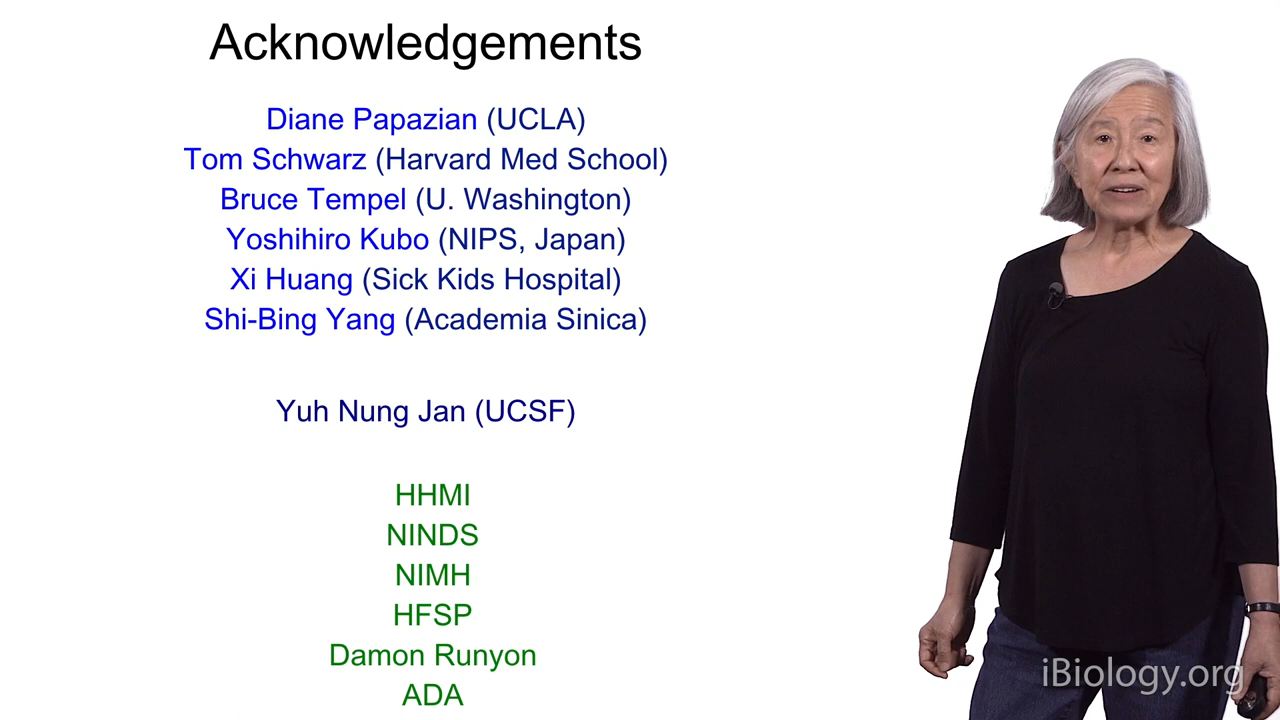 Acknowledgements
Diane Papazian (UCLA)
Tom Schwarz (Harvard Med School)
Bruce Tempel (U. Washington)
Yoshihiro Kubo (NIPS, Japan)
Xi Huang (Sick Kids Hospital)
Shi-Bing Yang (Academia Sinica)
Yuh Nung Jan (UCSF)
HHMI
NINDS
NIMH
HFSP
Damon Runyon
ADA
iBiology.org